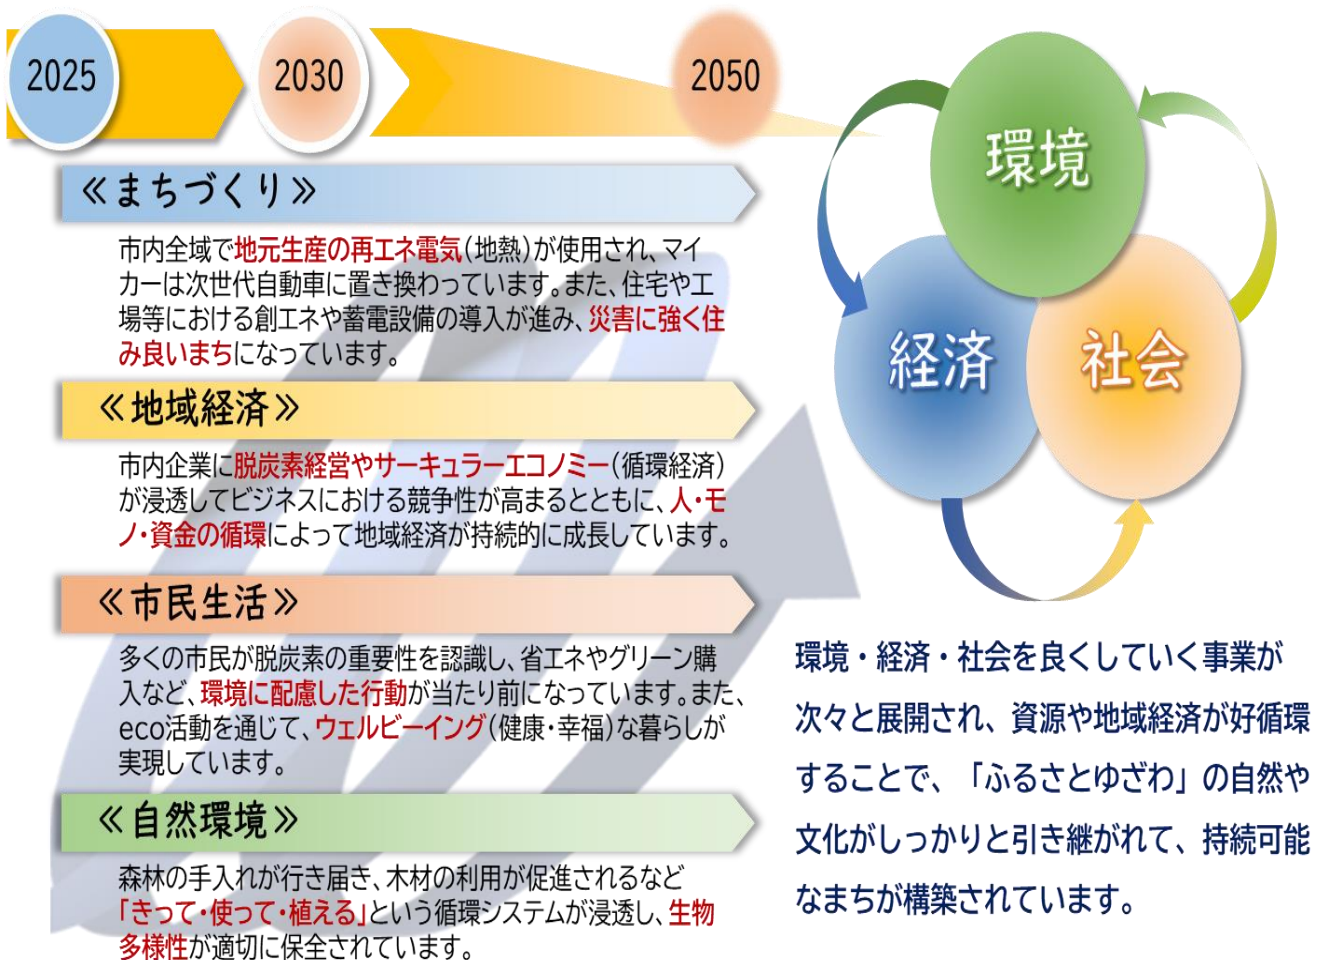 2025
2030
2050
≪まちづくり≫
市内全域で地元生産の再エネ電気(地熱)が使用され、マイ
カーは次世代自動車に置き換わっています。また、住宅や工
場等における創エネや蓄電設備の導入が進み、災害に強く住
み良いまちになっています。
≪地域経済≫
市内企業に脱炭素経営やサーキュラーエコノミー(循環経済)
が浸透してビジネスにおける競争性が高まるとともに、人・モ
ノ・資金の循環によって地域経済が持続的に成長しています。
≪市民生活≫
多くの市民が脱炭素の重要性を認識し、省エネやグリーン購
入など、環境に配慮した行動が当たり前になっています。また、
eco活動を通じて、ウェルビーイング(健康・幸福)な暮らしが
実現しています。
≪自然環境≫
森林の手入れが行き届き、木材の利用が促進されるなど
「きって・使って・植える」という循環システムが浸透し、生物
多様性が適切に保全されています。
環境
経済
社会
環境・経済・社会を良くしていく事業が
次々と展開され、資源や地域経済が好循環
することで、「ふるさとゆざわ」の自然や
文化がしっかりと引き継がれて、持続可能
なまちが構築されています。